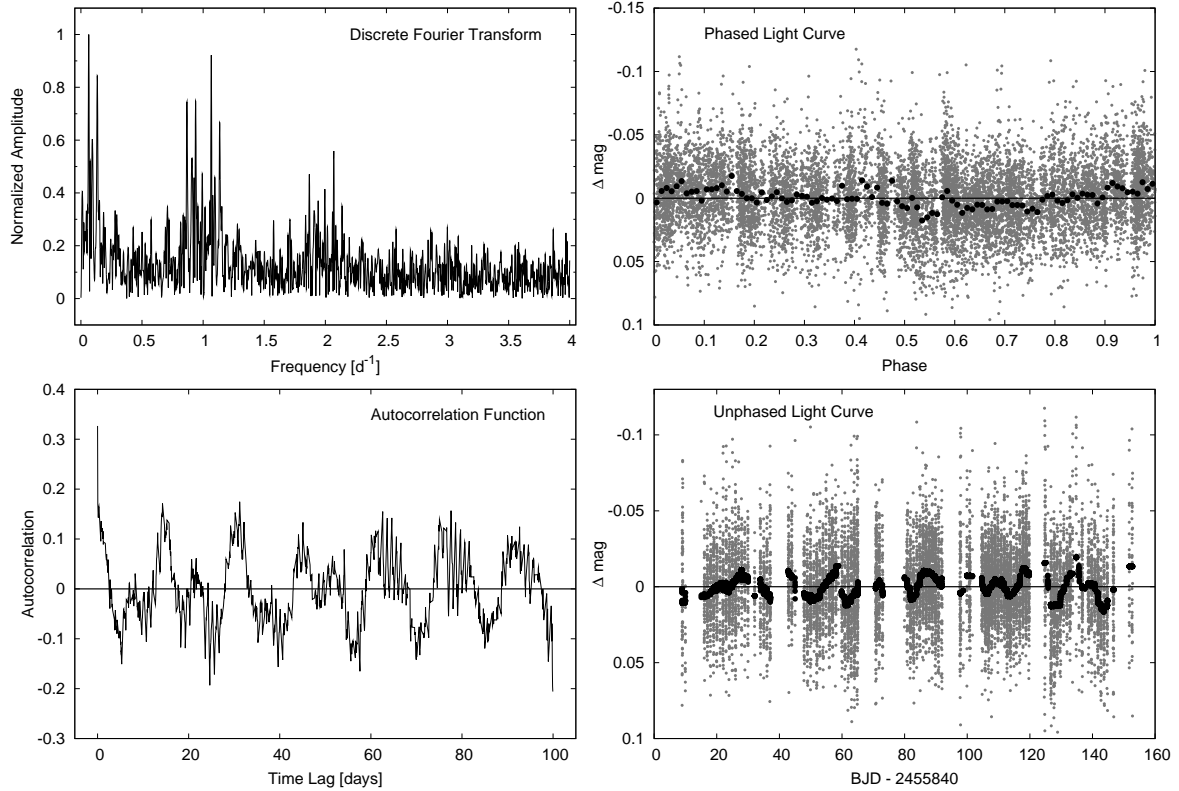 Discrete Fourier Transform
Normalized Amplitude
1
0.8
0.6
0.4
0.2
0
0 0.5 1 1.5 2 2.5 3 3.5 4
Frequency [d-1]
Phased Light Curve
Δ mag
-0.15
-0.1
-0.05
0
0.05
0.1
0 0.1 0.2 0.3 0.4 0.5 0.6 0.7 0.8 0.9 1
Phase
Autocorrelation Function
Autocorrelation
0.4
0.3
0.2
0.1
0
-0.1
-0.2
-0.3
0 20 40 60 80 100
Time Lag [days]
Unphased Light Curve
Δ mag
-0.1
-0.05
0
0.05
0.1
0 20 40 60 80 100 120 140 160
BJD - 2455840